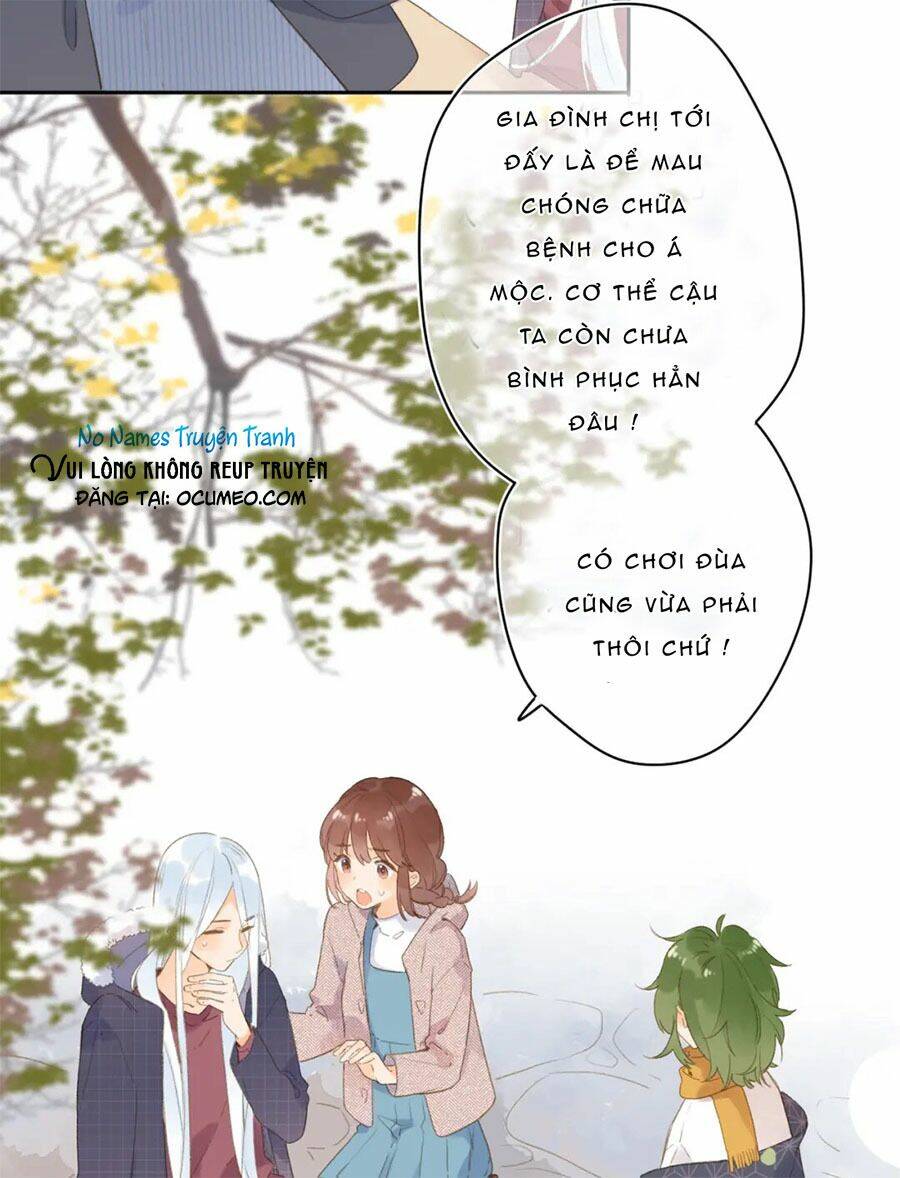 GIA ĐÌNH CHỊ TỚI
ĐẤY LÀ ĐỂ MAU
CHÓNG CHỮA
BỆNH CHO Á
MỘC. CƠ THỂ CẬU
TA CÒN CHƯA
BÌNH PHỤC HẲN
ĐÂU !
No Names Truyện Tranh
VUI LÒNG KHÔNG REUP TRUYỆN
ĐĂNG TẠI: OCUMEO.COM
CÓ CHƠI ĐÙA
CŨNG VỪA PHẢI
THÔI CHỨ !